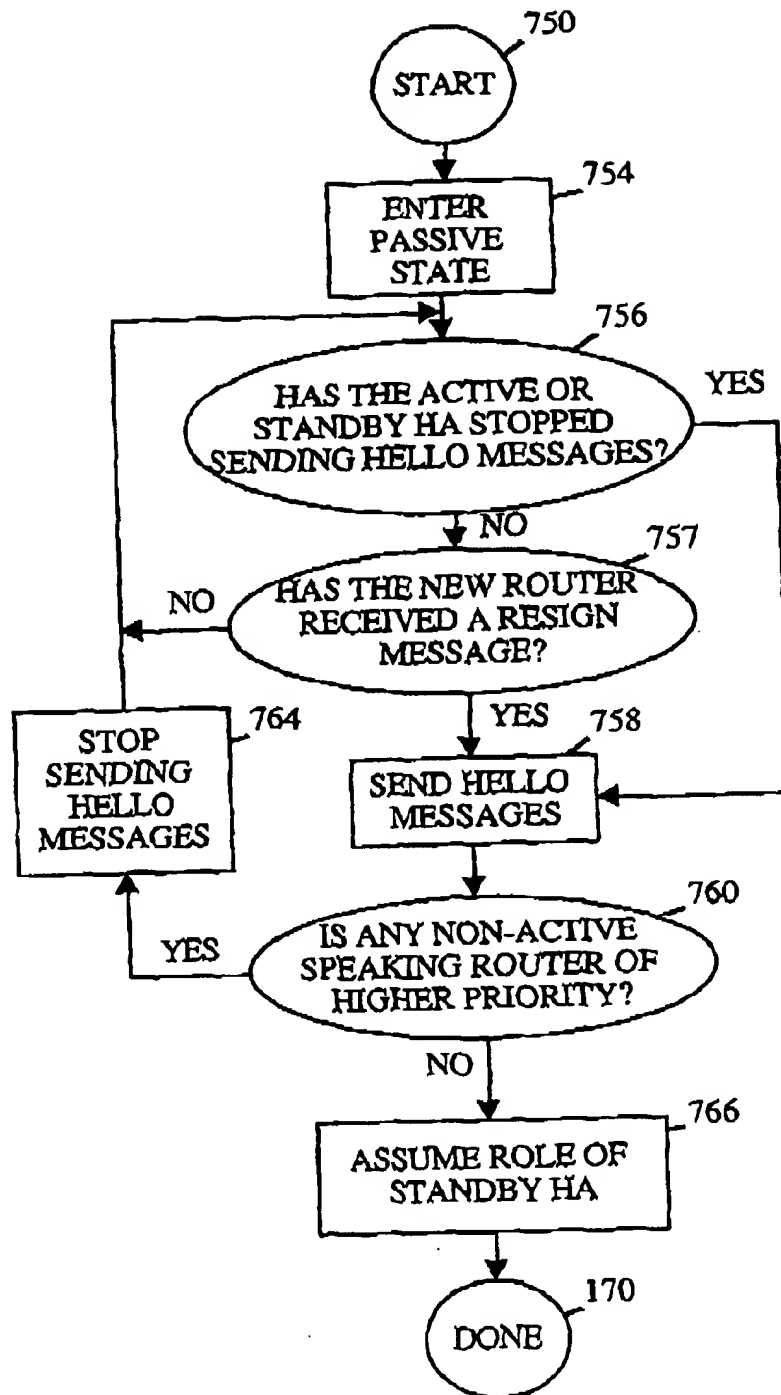 750
START
754
ENTER
PASSIVE
STATE
756
HAS THE ACTIVE OR
STANDBY HA STOPPED
SENDING HELLO MESSAGES?
YES
NO
757
HAS THE NEW ROUTER
RECEIVED A RESIGN
MESSAGE?
NO
YES
764
STOP
SENDING
HELLO
MESSAGES
758
SEND HELLO
MESSAGES
760
IS ANY NON-ACTIVE
SPEAKING ROUTER OF
HIGHER PRIORITY?
YES
NO
766
ASSUME ROLE OF
STANDBY HA
170
DONE